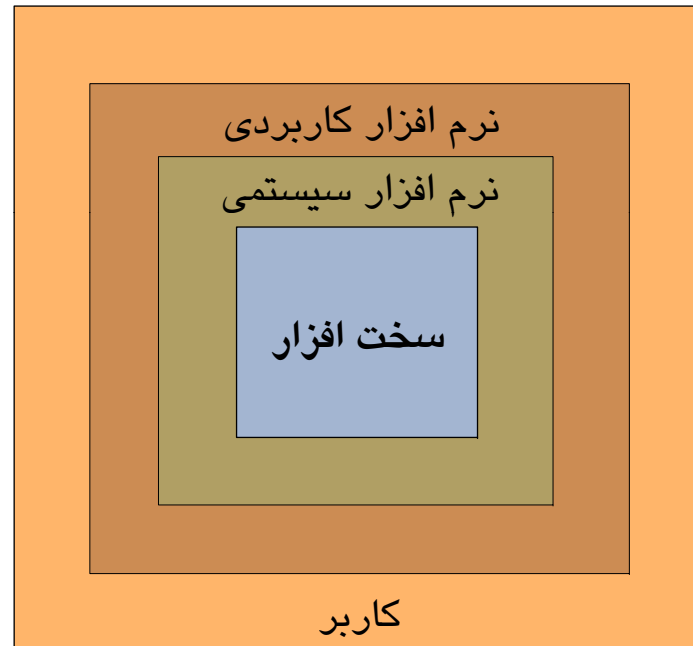 نرم افزار کاربردی
نرم افزار سیستمی
سخت افزار
کاربر